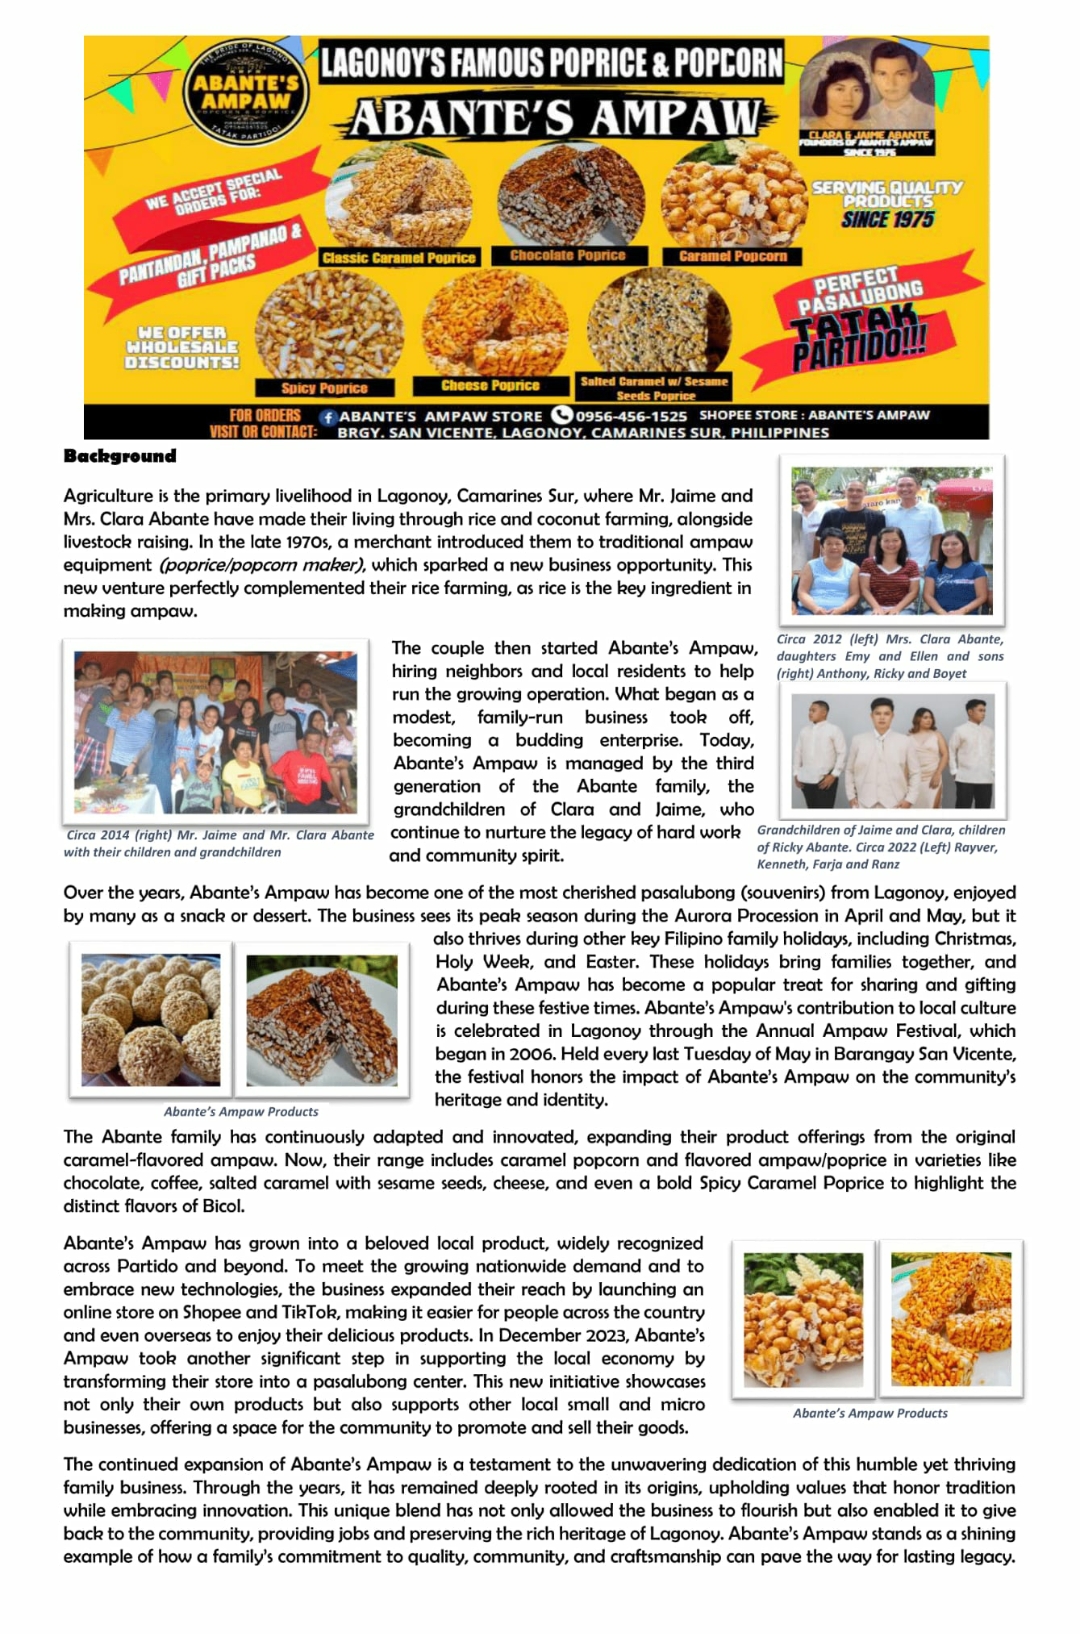 THE PRIDE OF LAGONOY
ABANTE'S
AMPAW
POPCORN & POPRICE
TATAK PARTIDO!
LAGONOY'S FAMOUS POPRICE & POPCORN
ABANTE'S AMPAW
CLARA & JAIME ABANTE
FOUNDERS OF ABANTE'S AMPAW
SINCE 1975
WE ACCEPT SPECIAL
ORDERS FOR:
PANTANDAN, PAMPANAO &
GIFT PACKS
WE OFFER
WHOLESALE
DISCOUNTS!
SERVING QUALITY
PRODUCTS
SINCE 1975
PERFECT
PASALUBONG
TATAK
PARTIDO!!!
Classic Caramel Poprice
Chocolate Poprice
Caramel Popcorn
Spicy Poprice
Cheese Poprice
Salted Caramel w/ Sesame
Seeds Poprice
FOR ORDERS
VISIT OR CONTACT:
ABANTE'S AMPAW STORE 0956-456-1525 SHOPEE STORE : ABANTE'S AMPAW
BRGY. SAN VICENTE, LAGONOY, CAMARINES SUR, PHILIPPINES
Background
Agriculture is the primary livelihood in Lagonoy, Camarines Sur, where Mr. Jaime and
Mrs. Clara Abante have made their living through rice and coconut farming, alongside
livestock raising. In the late 1970s, a merchant introduced them to traditional ampaw
equipment (poprice/popcorn maker), which sparked a new business opportunity. This
new venture perfectly complemented their rice farming, as rice is the key ingredient in
making ampaw.
Circa 2012 (left) Mrs. Clara Abante,
daughters Emy and Ellen and sons
(right) Anthony, Ricky and Boyet
The couple then started Abante's Ampaw,
hiring neighbors and local residents to help
run the growing operation. What began as a
modest, family-run business took off,
becoming a budding enterprise. Today,
Abante's Ampaw is managed by the third
generation of the Abante family, the
grandchildren of Clara and Jaime, who
continue to nurture the legacy of hard work
and community spirit.
Circa 2014 (right) Mr. Jaime and Mr. Clara Abante
with their children and grandchildren
Grandchildren of Jaime and Clara, children
of Ricky Abante. Circa 2022 (Left) Rayver,
Kenneth, Farja and Ranz
Over the years, Abante's Ampaw has become one of the most cherished pasalubong (souvenirs) from Lagonoy, enjoyed
by many as a snack or dessert. The business sees its peak season during the Aurora Procession in April and May, but it
also thrives during other key Filipino family holidays, including Christmas,
Holy Week, and Easter. These holidays bring families together, and
Abante's Ampaw has become a popular treat for sharing and gifting
during these festive times. Abante's Ampaw's contribution to local culture
is celebrated in Lagonoy through the Annual Ampaw Festival, which
began in 2006. Held every last Tuesday of May in Barangay San Vicente,
the festival honors the impact of Abante's Ampaw on the community's
heritage and identity.
Abante's Ampaw Products
The Abante family has continuously adapted and innovated, expanding their product offerings from the original
caramel-flavored ampaw. Now, their range includes caramel popcorn and flavored ampaw/poprice in varieties like
chocolate, coffee, salted caramel with sesame seeds, cheese, and even a bold Spicy Caramel Poprice to highlight the
distinct flavors of Bicol.
Abante's Ampaw has grown into a beloved local product, widely recognized
across Partido and beyond. To meet the growing nationwide demand and to
embrace new technologies, the business expanded their reach by launching an
online store on Shopee and TikTok, making it easier for people across the country
and even overseas to enjoy their delicious products. In December 2023, Abante's
Ampaw took another significant step in supporting the local economy by
transforming their store into a pasalubong center. This new initiative showcases
not only their own products but also supports other local small and micro
businesses, offering a space for the community to promote and sell their goods.
Abante's Ampaw Products
The continued expansion of Abante's Ampaw is a testament to the unwavering dedication of this humble yet thriving
family business. Through the years, it has remained deeply rooted in its origins, upholding values that honor tradition
while embracing innovation. This unique blend has not only allowed the business to flourish but also enabled it to give
back to the community, providing jobs and preserving the rich heritage of Lagonoy. Abante's Ampaw stands as a shining
example of how a family's commitment to quality, community, and craftsmanship can pave the way for lasting legacy.